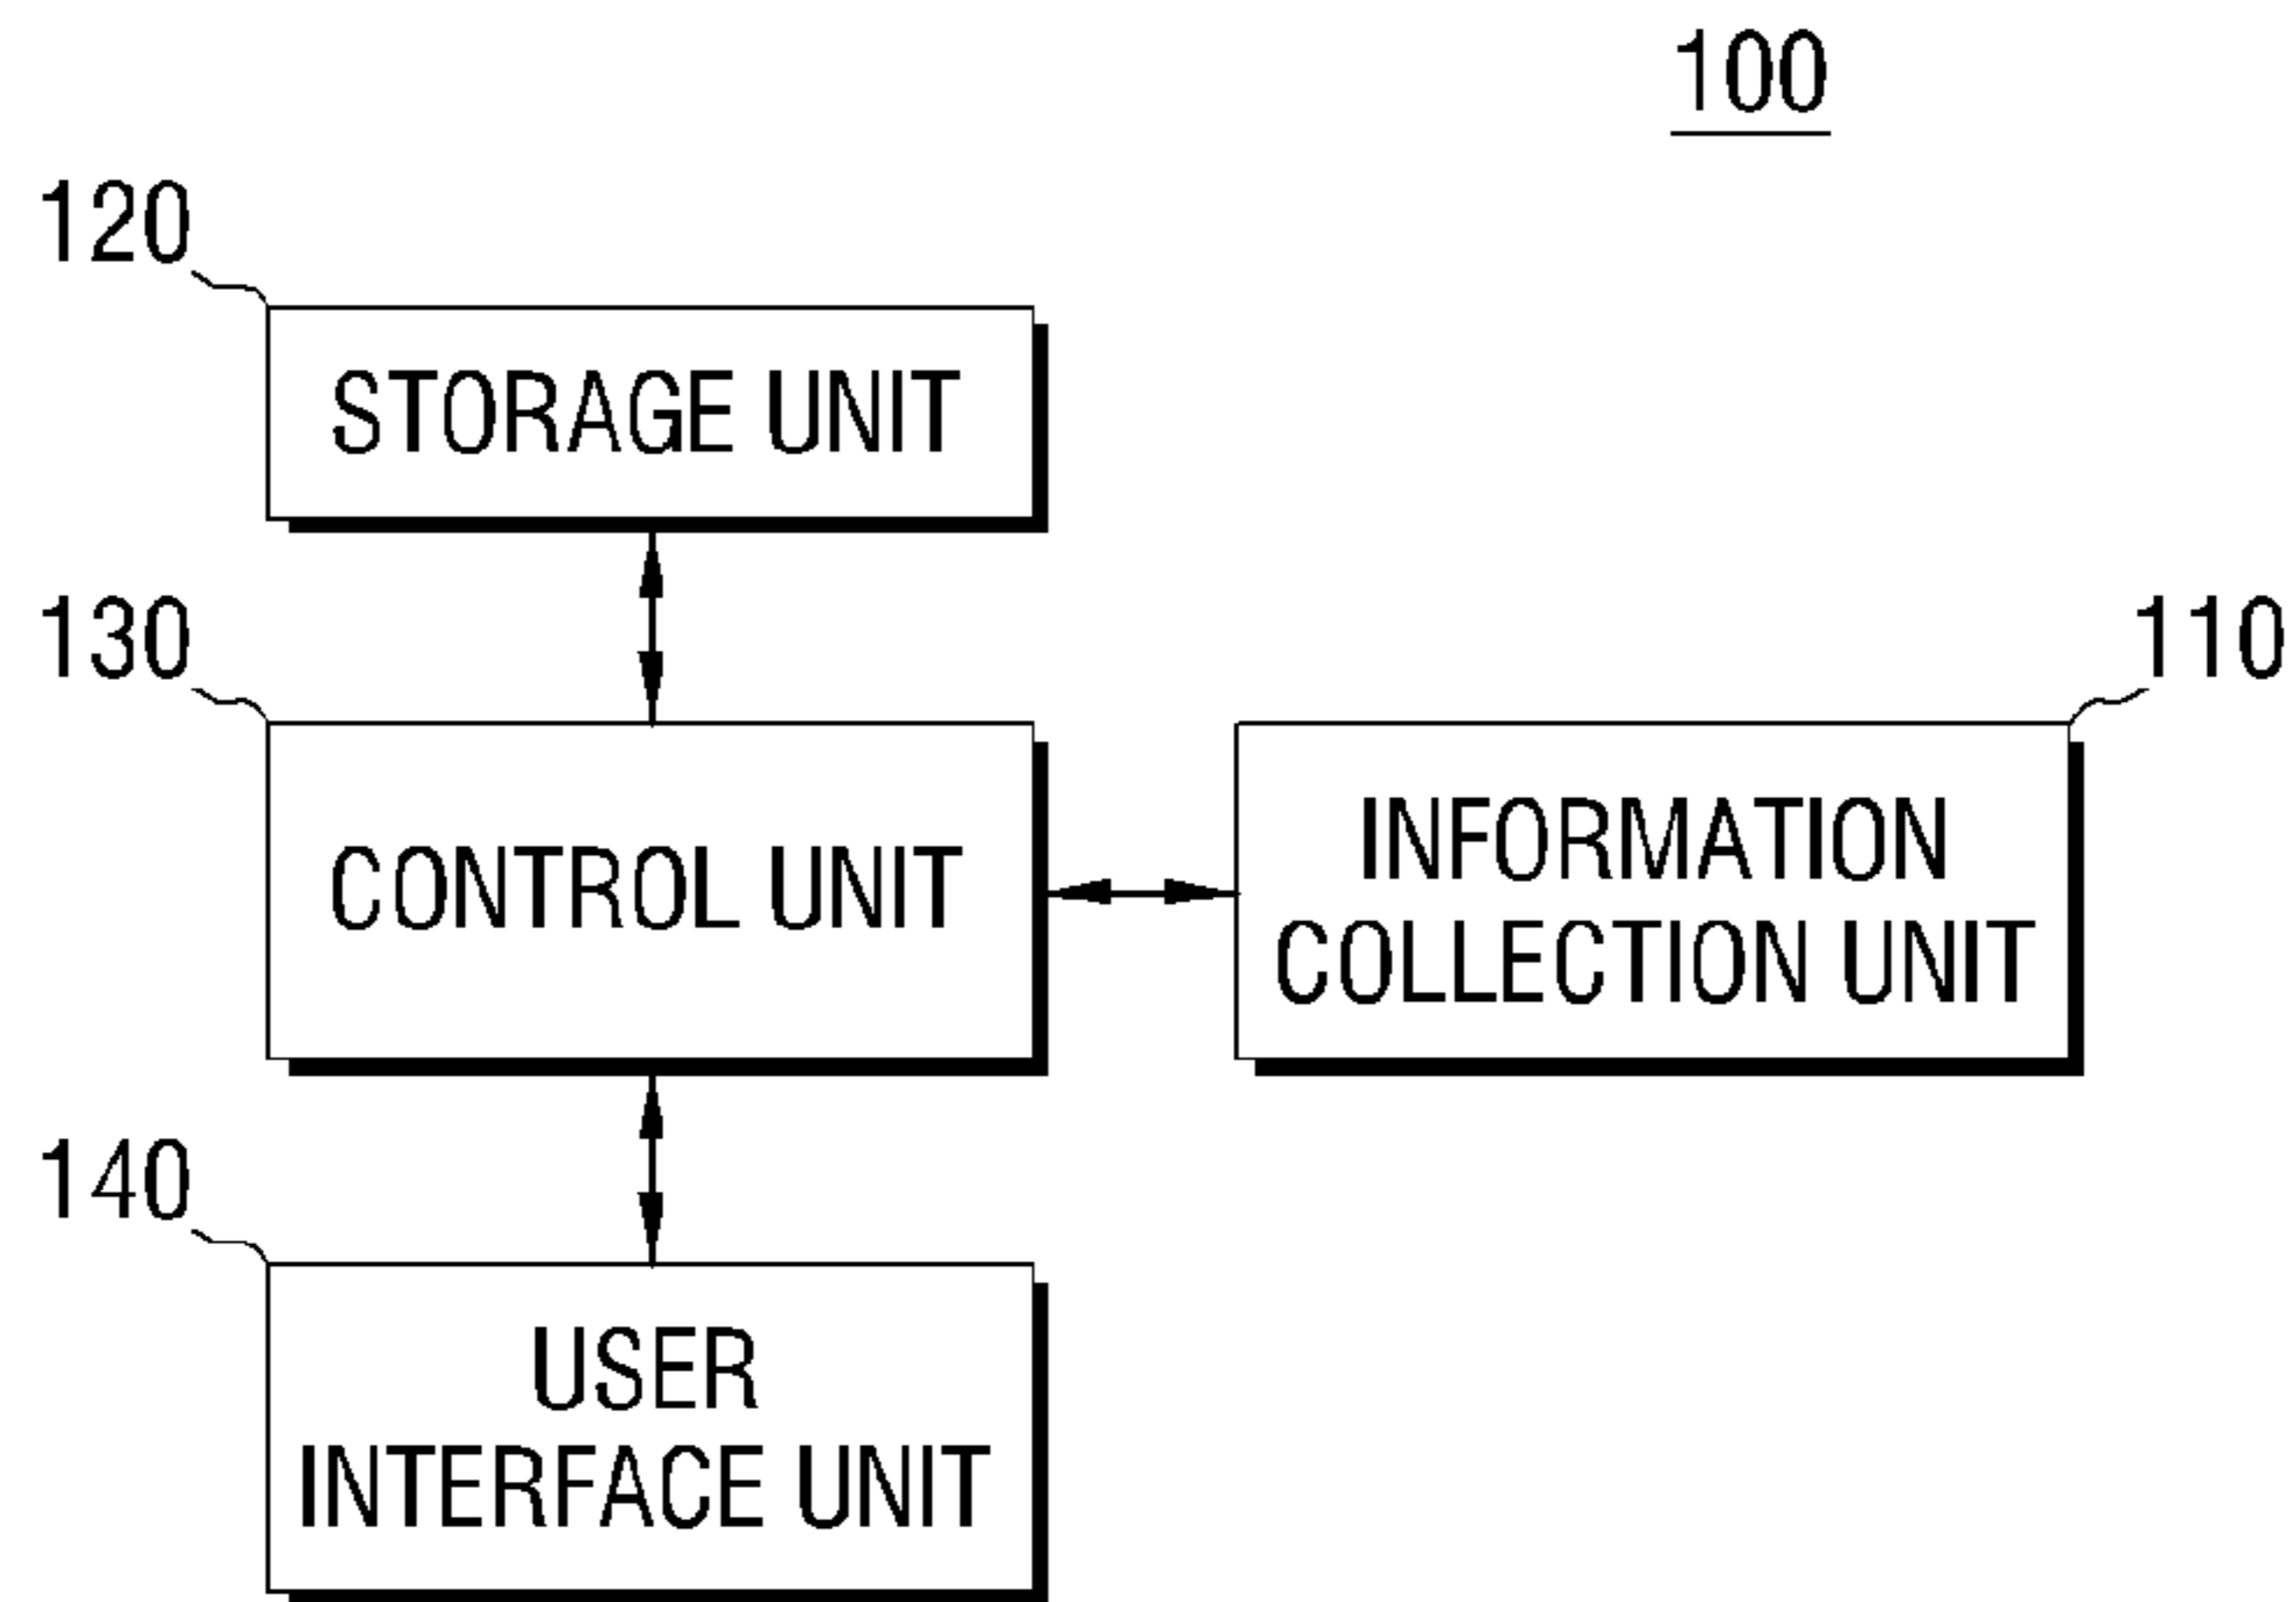 100
120
STORAGE UNIT
130
110
CONTROL UNIT
INFORMATION
COLLECTION UNIT
140
USER
INTERFACE UNIT